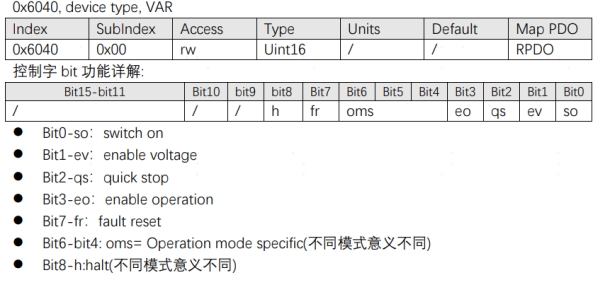 0x6040, device type, VAR
Index SubIndex Access Type Units Default Map PDO
0x6040 0x00 rw Uint16 / / RPDO
控制字 bit 功能详解:
Bit15-bit11 Bit10 bit9 bit8 Bit7 Bit6 Bit5 Bit4 Bit3 Bit2 Bit1 Bit0
/ / / h fr oms eo qs ev so
● Bit0-so: switch on
● Bit1-ev: enable voltage
● Bit2-qs: quick stop
● Bit3-eo: enable operation
● Bit7-fr: fault reset
● Bit6-bit4: oms= Operation mode specific(不同模式意义不同)
● Bit8-h:halt(不同模式意义不同)